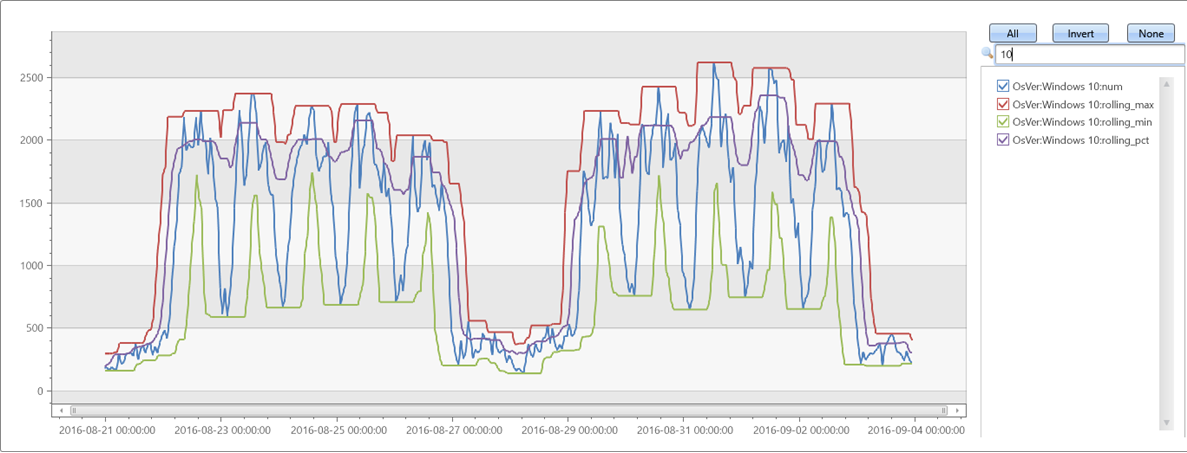 All Invert None
10
OsVer:Windows 10:num
OsVer:Windows 10:rolling_max
OsVer:Windows 10:rolling_min
OsVer:Windows 10:rolling_pct
2500
2000
1500
1000
500
0
2016-08-21 00:00:00 2016-08-23 00:00:00 2016-08-25 00:00:00 2016-08-27 00:00:00 2016-08-29 00:00:00 2016-08-31 00:00:00 2016-09-02 00:00:00 2016-09-04 00:00:00